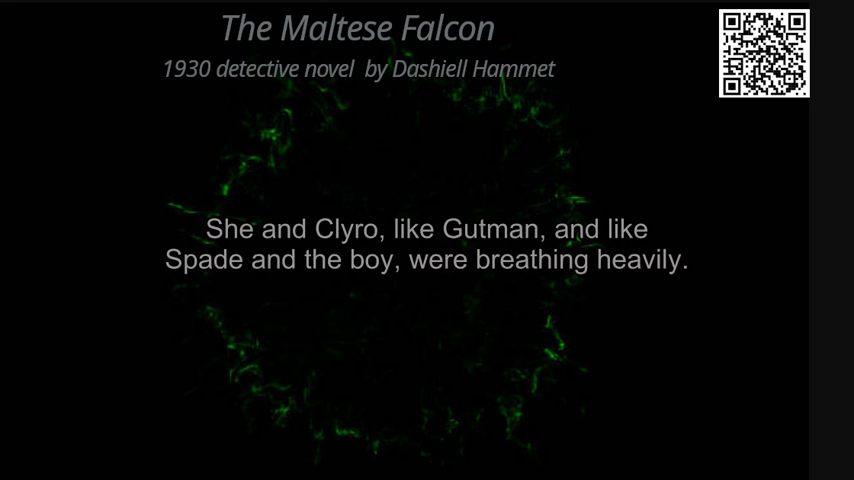 The Maltese Falcon
1930 detective novel by Dashiell Hammet
She and Clyro, like Gutman, and like
Spade and the boy, were breathing heavily.